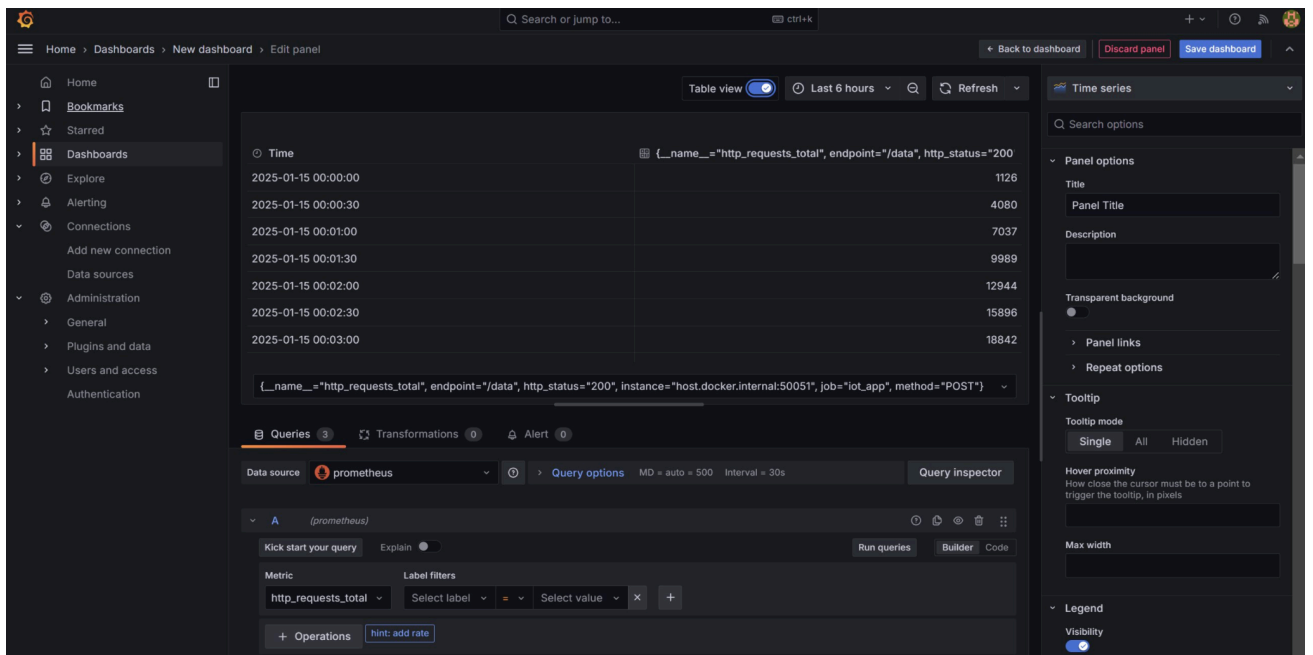 Search or jump to... ctrl+k
Home > Dashboards > New dashboard > Edit panel
← Back to dashboard Discard panel Save dashboard
Home
Bookmarks
Starred
Dashboards
Explore
Alerting
Connections
Add new connection
Data sources
Administration
General
Plugins and data
Users and access
Authentication
Table view Last 6 hours Refresh
Time {__name__="http_requests_total", endpoint="/data", http_status="200
2025-01-15 00:00:00 1126
2025-01-15 00:00:30 4080
2025-01-15 00:01:00 7037
2025-01-15 00:01:30 9989
2025-01-15 00:02:00 12944
2025-01-15 00:02:30 15896
2025-01-15 00:03:00 18842
{__name__="http_requests_total", endpoint="/data", http_status="200", instance="host.docker.internal:50051", job="iot_app", method="POST"}
Queries 3 Transformations 0 Alert 0
Data source prometheus > Query options MD = auto = 500 Interval = 30s Query inspector
A (prometheus)
Kick start your query Explain Run queries Builder Code
Metric Label filters
http_requests_total Select label = Select value × +
+ Operations hint: add rate
Time series
Search options
Panel options
Title
Panel Title
Description
Transparent background
Panel links
Repeat options
Tooltip
Tooltip mode
Single All Hidden
Hover proximity
How close the cursor must be to a point to
trigger the tooltip, in pixels
Max width
Legend
Visibility